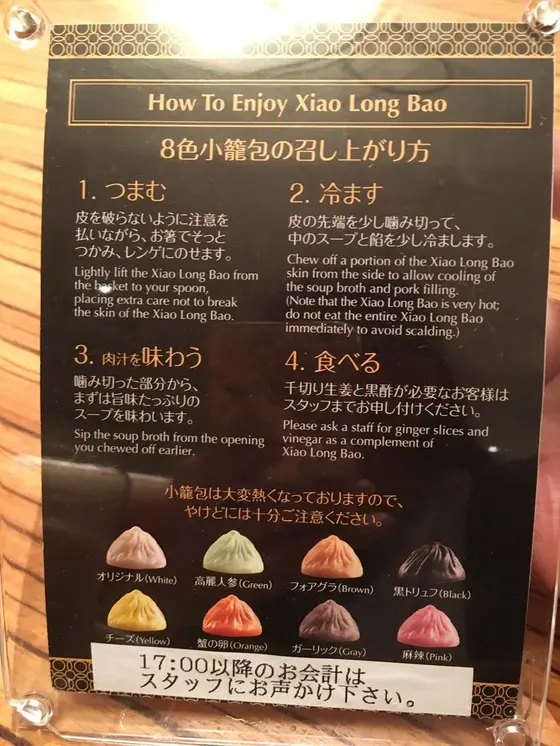 How To Enjoy Xiao Long Bao
8色小籠包の召し上がり方
1. つまむ
皮を破らないように注意を
払いながら、お箸でそっと
つかみ、レンゲにのせます。
Lightly lift the Xiao Long Bao from
the basket to your spoon,
placing extra care not to break
the skin of the Xiao Long Bao.
2. 冷ます
皮の先端を少し噛み切って、
中のスープと餡を少し冷まします。
Chew off a portion of the Xiao Long Bao
skin from the side to allow cooling of
the soup broth and pork filling.
(Note that the Xiao Long Bao is very hot;
do not eat the entire Xiao Long Bao
immediately to avoid scalding.)
3. 肉汁を味わう
噛み切った部分から、
まずは旨味たっぷりの
スープを味わいます。
Sip the soup broth from the opening
you chewed off earlier.
4. 食べる
千切り生姜と黒酢が必要なお客様は
スタッフまでお申し付けください。
Please ask a staff for ginger slices and
vinegar as a complement of
Xiao Long Bao.
小籠包は大変熱くなっておりますので、
やけどには十分ご注意ください。
オリジナル(White)
高麗人参(Green)
フォアグラ(Brown)
黒トリュフ(Black)
チーズ(Yellow)
蟹の卵(Orange)
ガーリック(Gray)
麻辣(Pink)
17:00以降のお会計は
スタッフにお声かけ下さい。